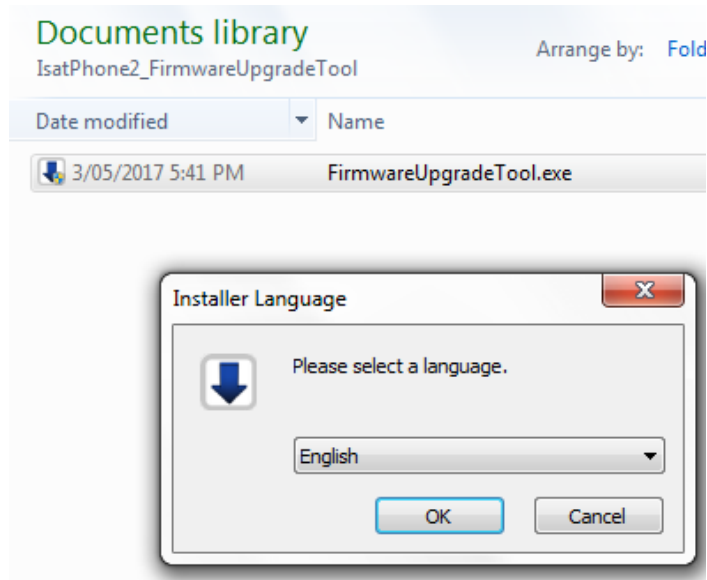 Documents library
IsatPhone2_FirmwareUpgradeTool
Arrange by: Fold
Date modified Name
3/05/2017 5:41 PM FirmwareUpgradeTool.exe
Installer Language
Please select a language.
English
OK Cancel